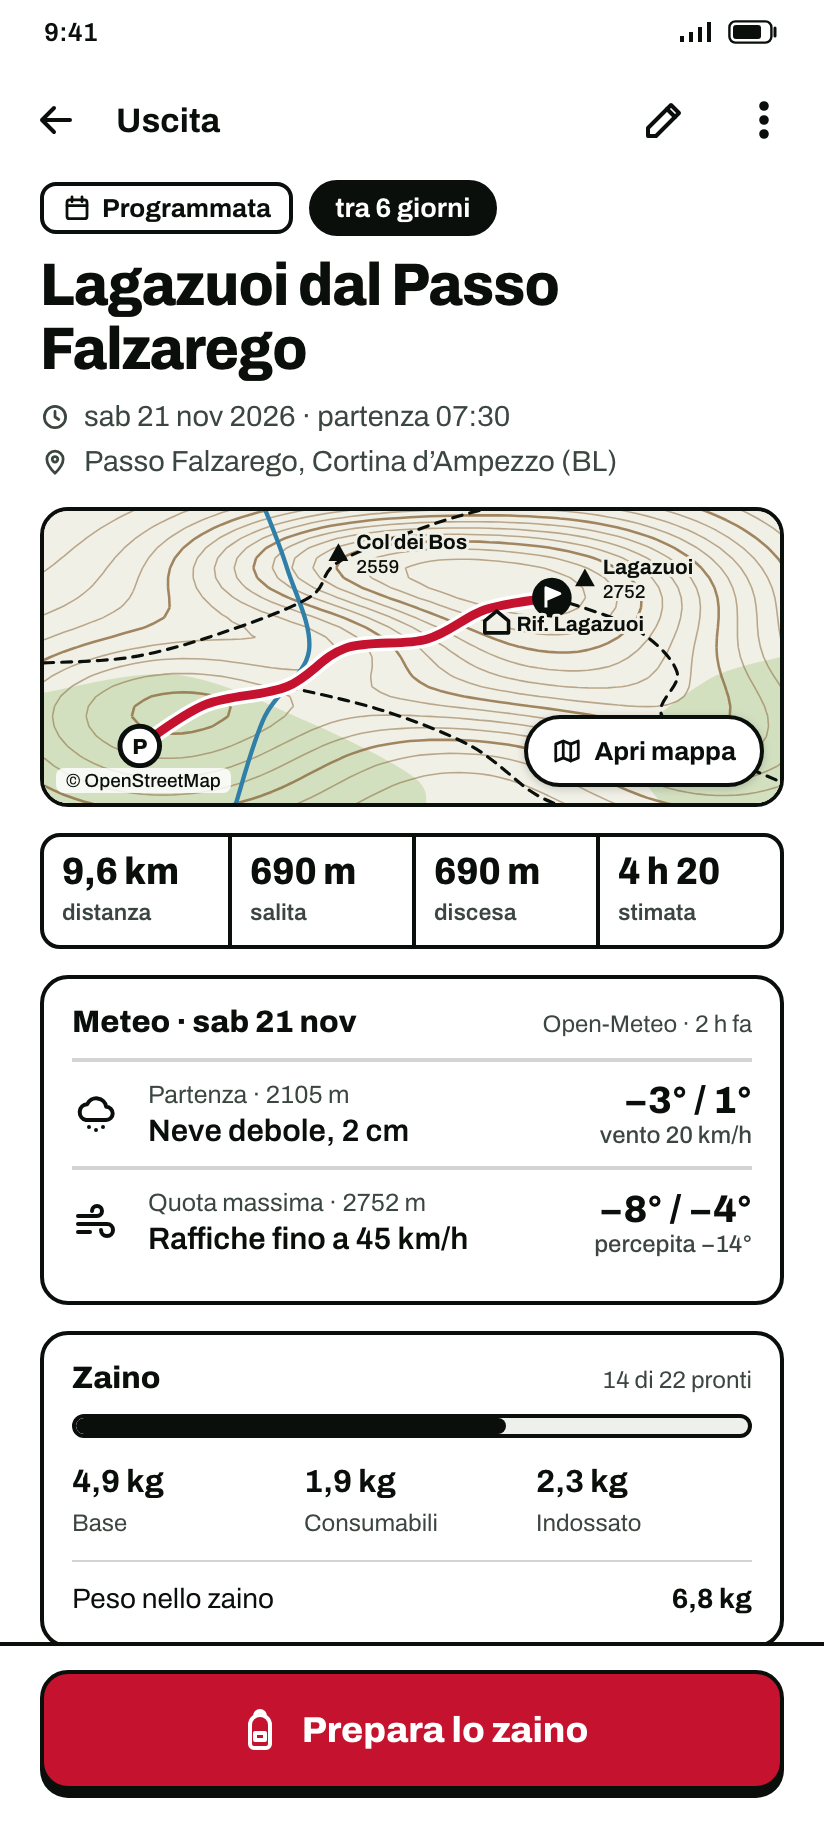 9:41
Uscita
Programmata
tra 6 giorni
Lagazuoi dal Passo
Falzarego
sab 21 nov 2026 · partenza 07:30
Passo Falzarego, Cortina d’Ampezzo (BL)
Col dei Bos
2559
Lagazuoi
2752
Rif. Lagazuoi
P
Apri mappa
© OpenStreetMap
9,6 km
distanza
690 m
salita
690 m
discesa
4 h 20
stimata
Meteo · sab 21 nov
Open-Meteo · 2 h fa
Partenza · 2105 m
Neve debole, 2 cm
−3° / 1°
vento 20 km/h
Quota massima · 2752 m
Raffiche fino a 45 km/h
−8° / −4°
percepita −14°
Zaino
14 di 22 pronti
4,9 kg
Base
1,9 kg
Consumabili
2,3 kg
Indossato
Peso nello zaino
6,8 kg
Prepara lo zaino